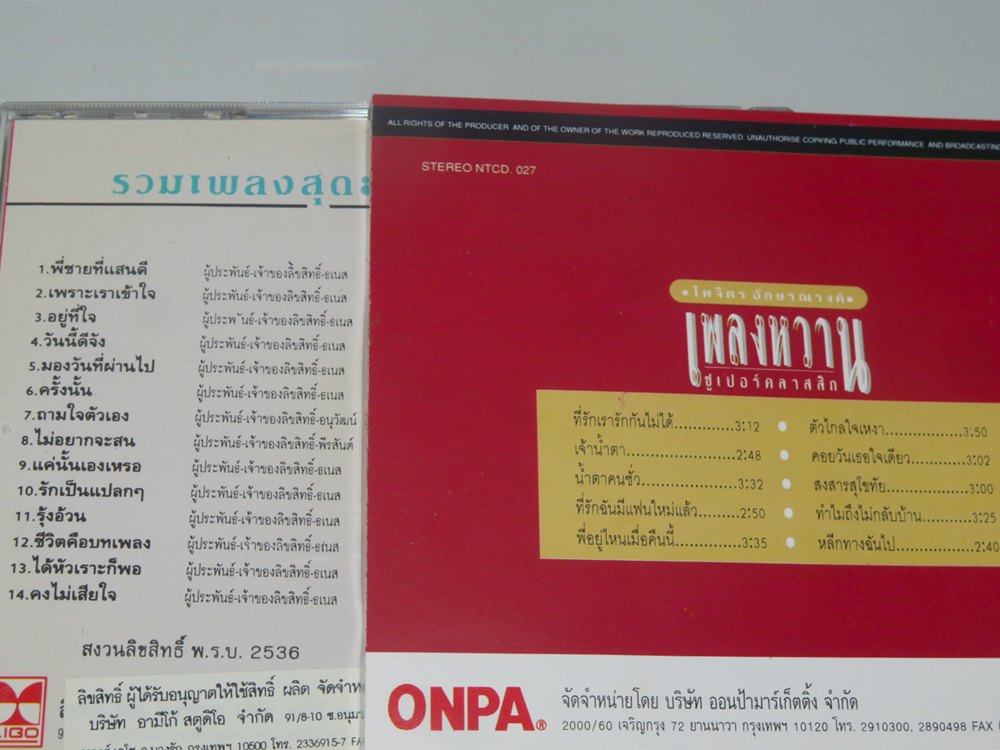 รวมเพลงสุด
1.พี่ชายที่แสนดี ผู้ประพันธ์-เจ้าของลิขสิทธิ์-ธเนส
2.เพราะเราเข้าใจ ผู้ประพันธ์-เจ้าของลิขสิทธิ์-ธเนส
3.อยู่ที่ใจ ผู้ประพันธ์-เจ้าของลิขสิทธิ์-ธเนส
4.วันนี้ดีจัง ผู้ประพันธ์-เจ้าของลิขสิทธิ์-ธเนส
5.มองวันที่ผ่านไป ผู้ประพันธ์-เจ้าของลิขสิทธิ์-ธเนส
6.ครั้งนั้น ผู้ประพันธ์-เจ้าของลิขสิทธิ์-ธเนส
7.ถามใจตัวเอง ผู้ประพันธ์-เจ้าของลิขสิทธิ์-อนุวัฒน์
8.ไม่อยากจะสน ผู้ประพันธ์-เจ้าของลิขสิทธิ์-พีรสันต์
9.แค่นั้นเองเหรอ ผู้ประพันธ์-เจ้าของลิขสิทธิ์-ธเนส
10.รักเป็นแปลกๆ ผู้ประพันธ์-เจ้าของลิขสิทธิ์-ธเนส
11.รุ้งอ้วน ผู้ประพันธ์-เจ้าของลิขสิทธิ์-ธเนส
12.ชีวิตคือบทเพลง ผู้ประพันธ์-เจ้าของลิขสิทธิ์-ธเนส
13.ได้หัวเราะก็พอ ผู้ประพันธ์-เจ้าของลิขสิทธิ์-ธเนส
14.คงไม่เสียใจ ผู้ประพันธ์-เจ้าของลิขสิทธิ์-ธเนส
สงวนลิขสิทธิ์ พ.ร.บ. 2536
ลิขสิทธิ์ ผู้ได้รับอนุญาตให้ใช้สิทธิ์ ผลิต จัดจำห
บริษัท อามีโก้ สตูดิโอ จำกัด 91/8-10 ซ.อนุมา
กรุงเทพฯ 10500 โทร. 2336915-7
ALL RIGHTS OF THE PRODUCER AND OF THE OWNER OF THE WORK REPRODUCED RESERVED. UNAUTHORISE COPKING PUBLIC PERFORMANCE AND BROADCASTING
STEREO NTCD. 027
•ไพจิตร อักษรณรงค์•
เพลงหวาน
ซูเปอร์คลาสสิก
ที่รักเรารักกันไม่ได้..............3:12 ● ตัวไกลใจเหงา..................3:50
เจ้าน้ำตา..........................2:48 ● คอยวันเธอใจเดียว.............3:02
น้ำตาคนชั่ว......................3:32 ● สงสารสุโขทัย...................3:00
ที่รักฉันมีแฟนใหม่แล้ว..........2:50 ● ทำไมถึงไม่กลับบ้าน............3:25
พี่อยู่ไหนเมื่อคืนนี้................3:35 ● หลีกทางฉันไป..................2:40
ONPA®
จัดจำหน่ายโดย บริษัท ออนป้ามาร์เก็ตติ้ง จำกัด
2000/60 เจริญกรุง 72 ยานนาวา กรุงเทพฯ 10120 โทร. 2910300, 2890498 FAX